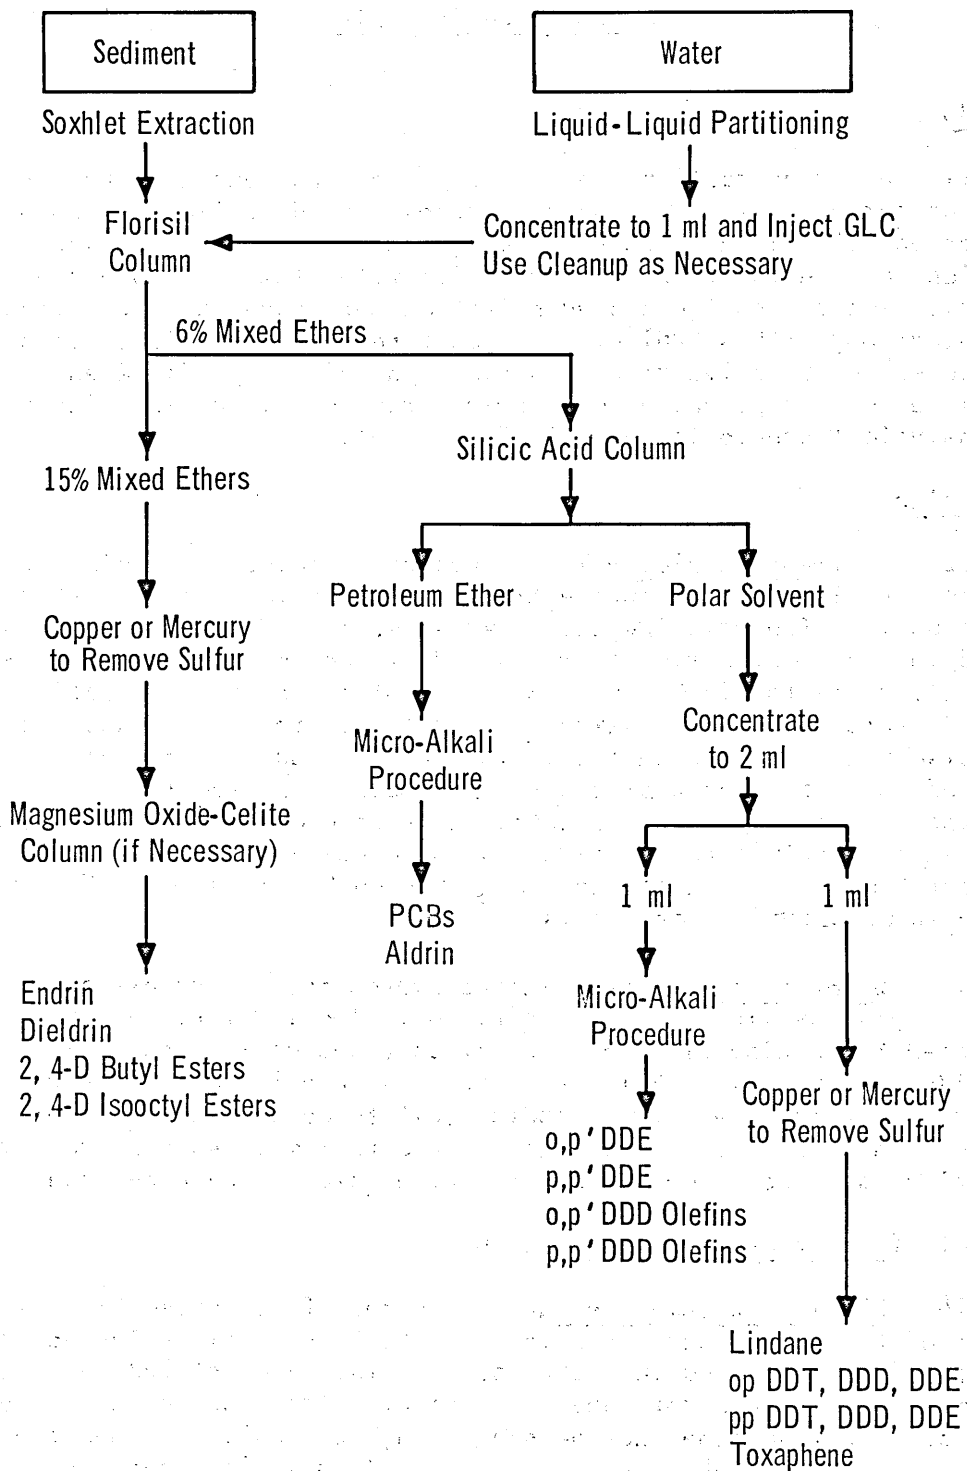 Sediment
Water
Soxhlet Extraction
Liquid-Liquid Partitioning
Florisil
Column
Concentrate to 1 ml and Inject GLC
Use Cleanup as Necessary
6% Mixed Ethers
Silicic Acid Column
15% Mixed Ethers
Petroleum Ether
Polar Solvent
Copper or Mercury
to Remove Sulfur
Concentrate
to 2 ml
Micro-Alkali
Procedure
Magnesium Oxide-Celite
Column (if Necessary)
1 ml
1 ml
PCBs
Aldrin
Endrin
Dieldrin
2, 4-D Butyl Esters
2, 4-D Isooctyl Esters
Micro-Alkali
Procedure
Copper or Mercury
to Remove Sulfur
o,p' DDE
p,p' DDE
o,p' DDD Olefins
p,p' DDD Olefins
Lindane
op DDT, DDD, DDE
pp DDT, DDD, DDE
Toxaphene